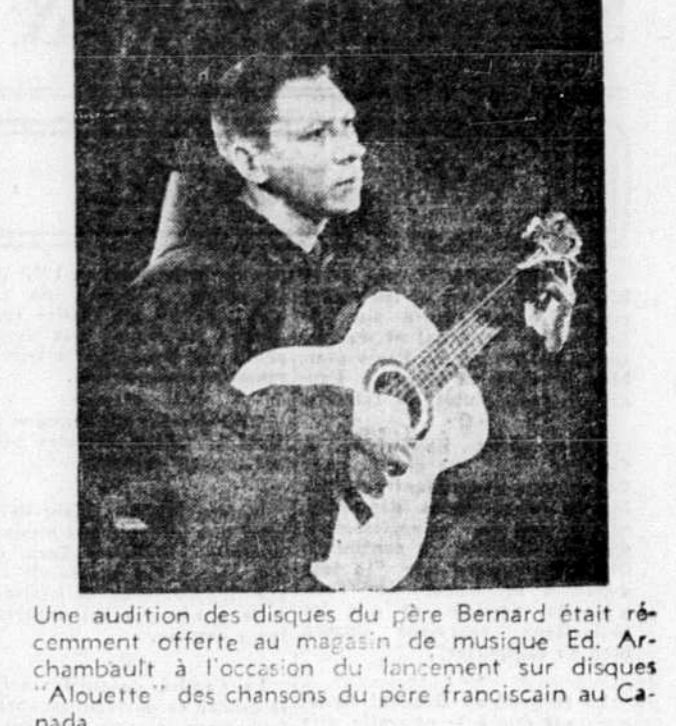 Une audition des disques du père Bernard était ré-
cemment offerte au magasin de musique Ed. Ar-
chambault à l'occasion du lancement sur disques
"Alouette" des chansons du père franciscain au Ca-
nada.